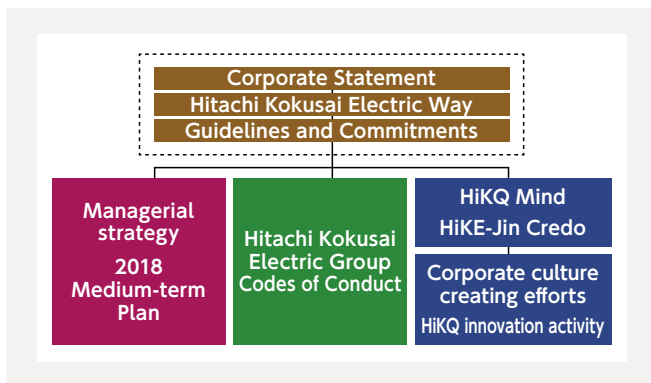 Corporate Statement
Hitachi Kokusai Electric Way
Guidelines and Commitments
Managerial
strategy
2018
Medium-term
Plan
Hitachi Kokusai
Electric Group
Codes of Conduct
HiKQ Mind
HiKE-Jin Credo
Corporate culture
creating efforts
HiKQ innovation activity